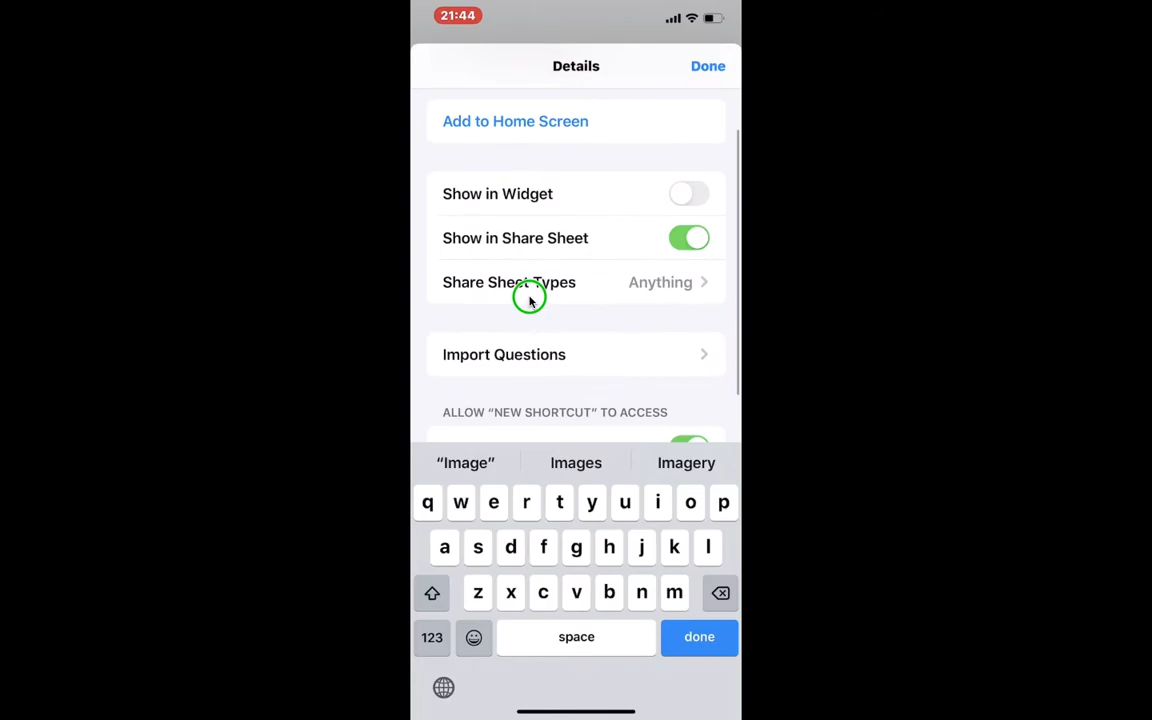 21:44
Details
Done
Add to Home Screen
Show in Widget
Show in Share Sheet
Share Sheet Types Anything
Import Questions
ALLOW “NEW SHORTCUT” TO ACCESS
“Image” Images Imagery
q w e r t y u i o p
a s d f g h j k l
z x c v b n m
123 space done